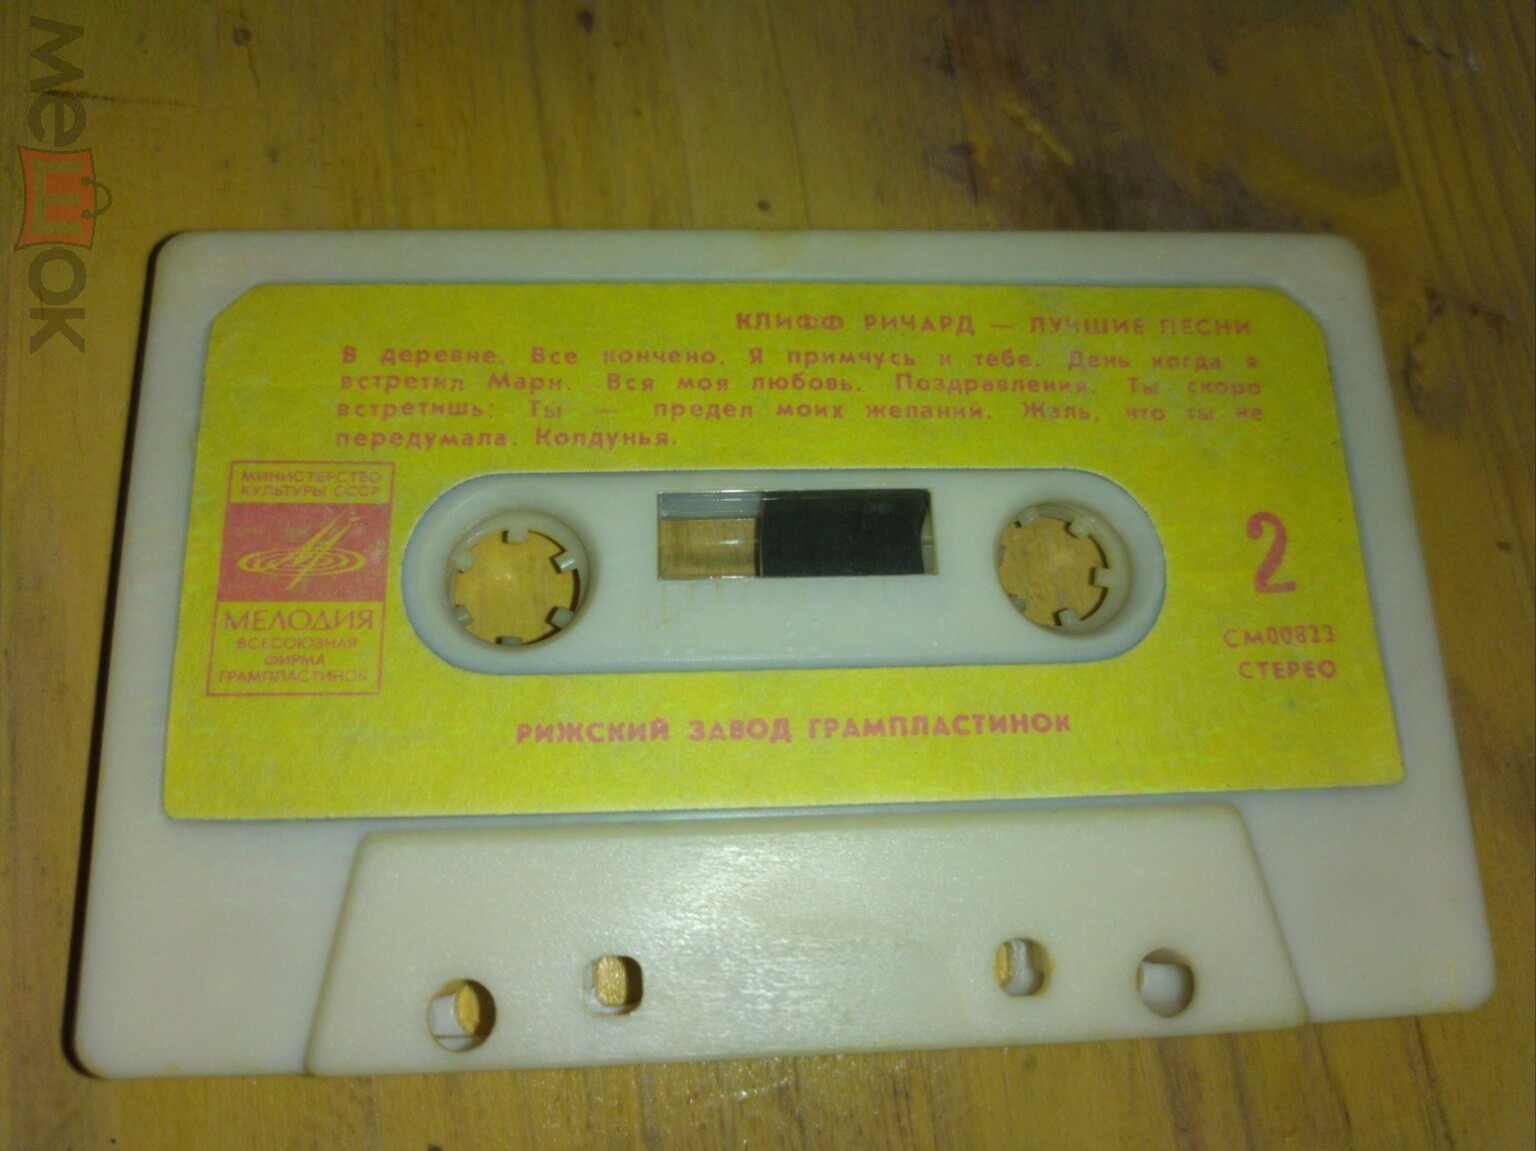 мешок
КЛИФФ РИЧАРД — ЛУЧШИЕ ПЕСНИ
В деревне. Все кончено. Я примчусь к тебе. День когда я
встретил Мари. Вся моя любовь. Поздравления. Ты скоро
встретишь. Ты — предел моих желаний. Жаль, что ты не
передумала. Колдунья.
МИНИСТЕРСТВО
КУЛЬТУРЫ СССР
МЕЛОДИЯ
ВСЕСОЮЗНАЯ
ФИРМА
ГРАМПЛАСТИНОК
2
СМ00823
СТЕРЕО
РИЖСКИЙ ЗАВОД ГРАМПЛАСТИНОК